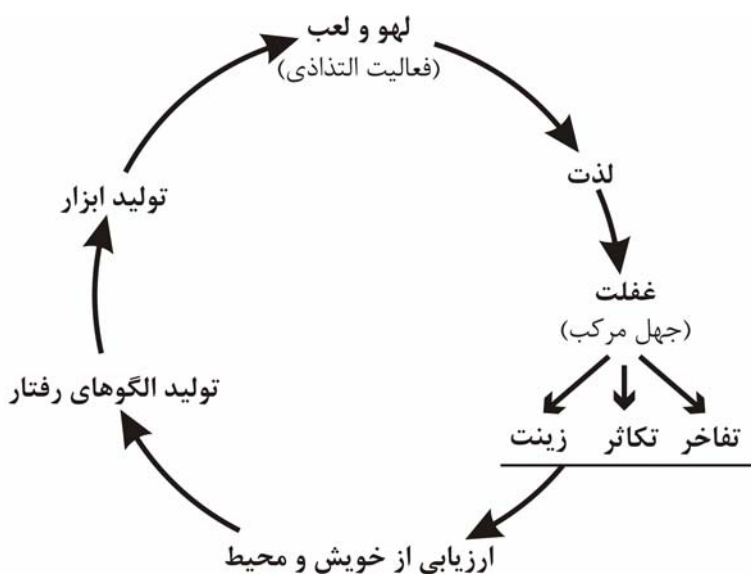 لهو و لعب
(فعالیت التذاذی)
لذت
غفلت
(جهل مرکب)
تفاخر تکاثر زینت
ارزیابی از خویش و محیط
تولید الگوهای رفتار
تولید ابزار